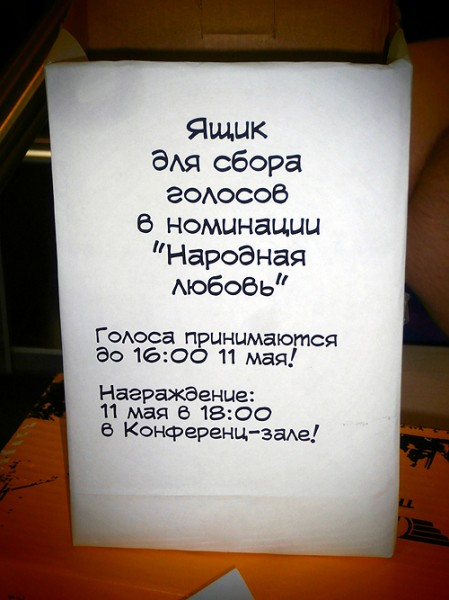 Ящик
для сбора
голосов
в номинации
"Народная
любовь"
Голоса принимаются
до 16:00 11 мая!
Награждение:
11 мая в 18:00
в Конференц-зале!